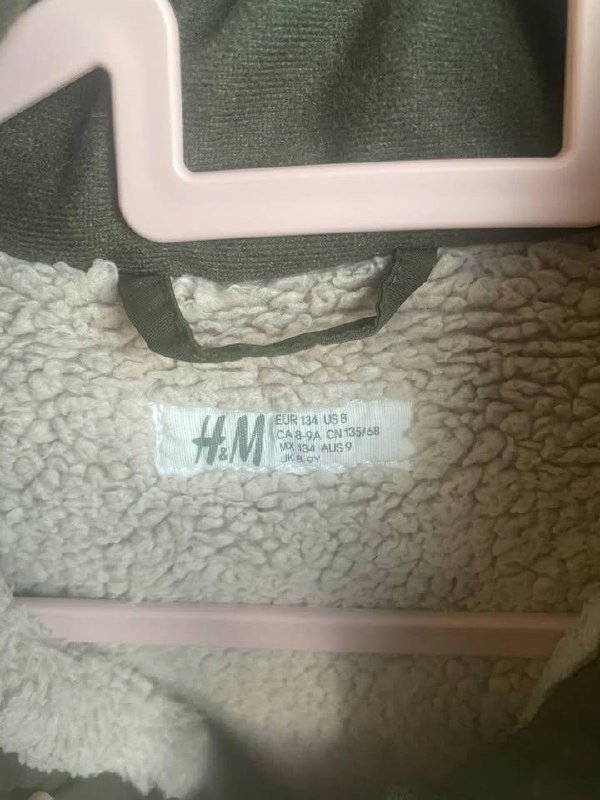 H&M
EUR 134 US 8
CA 8-9A CN 135/68
MX 134 AUS 9
UK 8-9Y